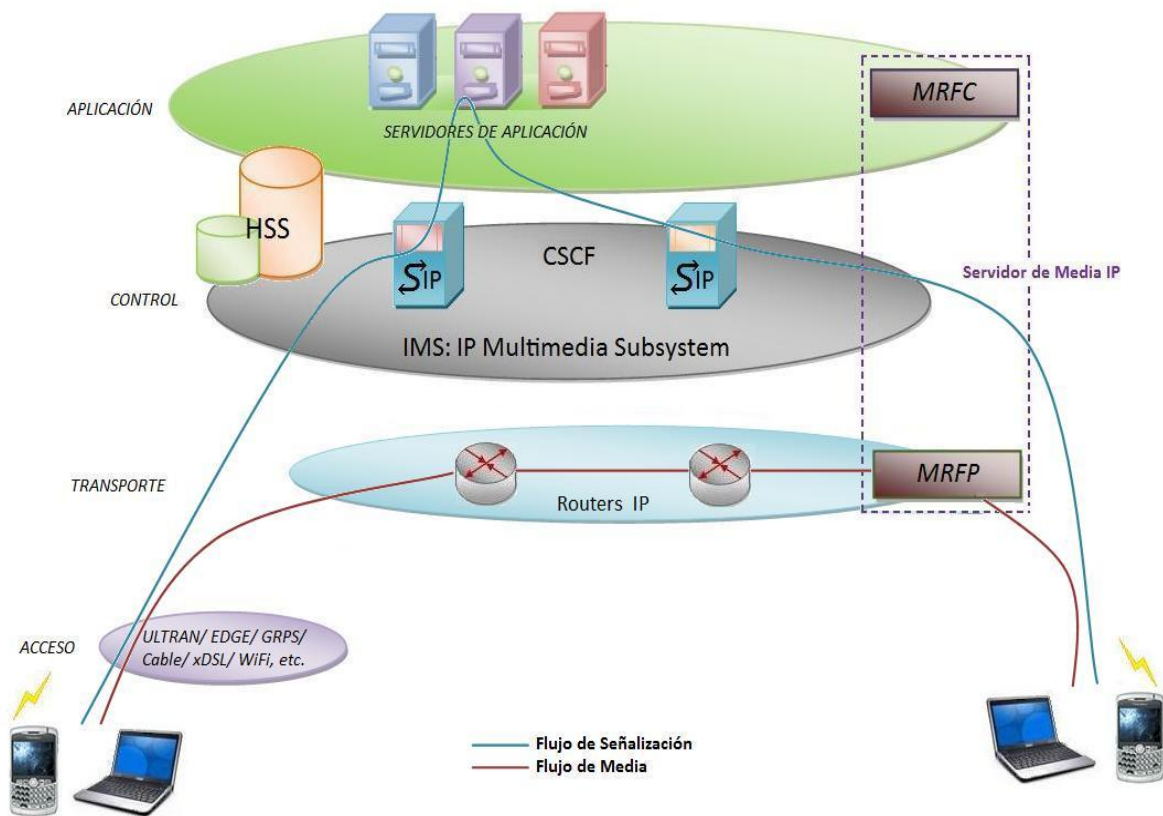 MRFC
APLICACIÓN
SERVIDORES DE APLICACIÓN
HSS
CSCF
SIP
SIP
Servidor de Media IP
CONTROL
IMS: IP Multimedia Subsystem
MRFP
TRANSPORTE
Routers IP
ACCESO
ULTRAN/ EDGE/ GRPS/
Cable/ xDSL/ WiFi, etc.
Flujo de Señalización
Flujo de Media